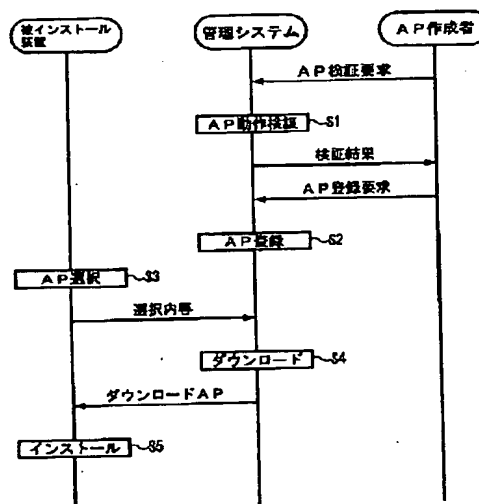 被インストール
装置
管理システム
AP作成者
AP検証要求
AP動作検証
S1
検証結果
AP登録要求
AP登録
S2
AP選択
S3
選択内容
ダウンロード
S4
ダウンロードAP
インストール
S5